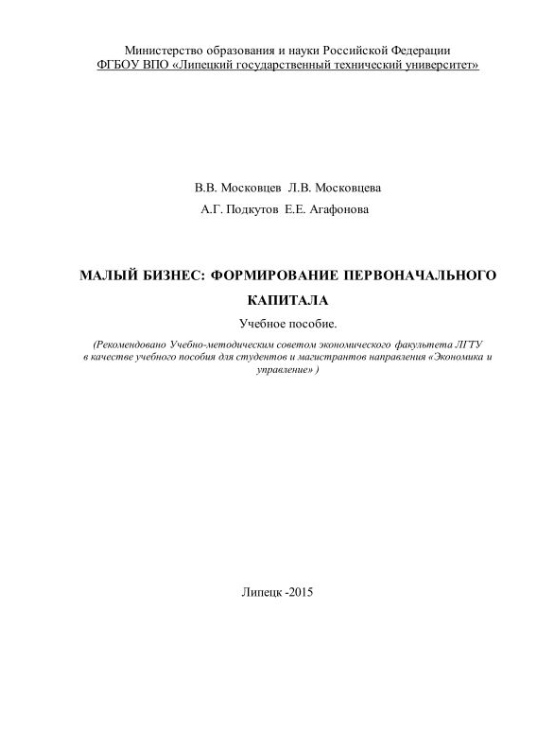 Министерство образования и науки Российской Федерации
ФГБОУ ВПО «Липецкий государственный технический университет»
В.В. Московцев Л.В. Московцева
А.Г. Подкутов Е.Е. Агафонова
МАЛЫЙ БИЗНЕС: ФОРМИРОВАНИЕ ПЕРВОНАЧАЛЬНОГО
КАПИТАЛА
Учебное пособие.
(Рекомендовано Учебно-методическим советом экономического факультета ЛГТУ
в качестве учебного пособия для студентов и магистрантов направления «Экономика и
управление» )
Липецк -2015